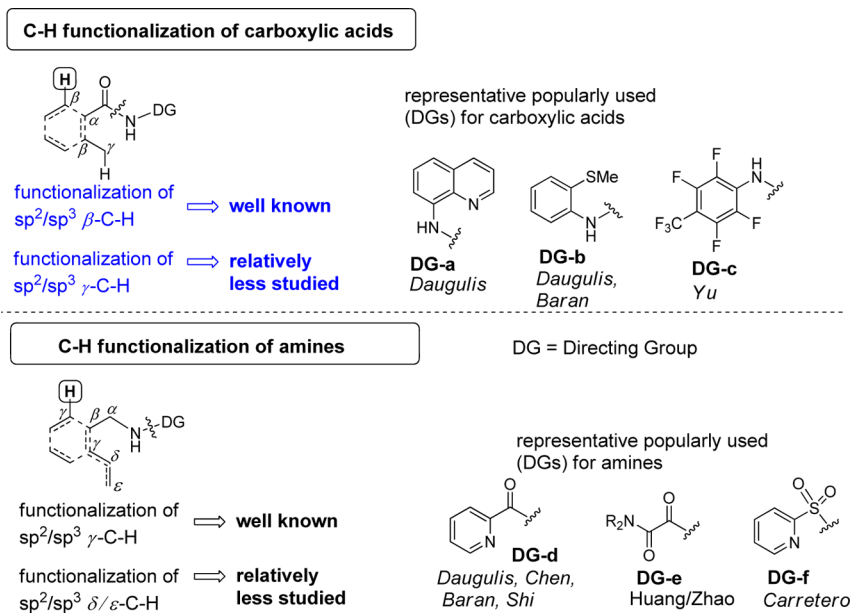 C-H functionalization of carboxylic acids
H
β
O
α
N
H
DG
β
γ
H
functionalization of
sp2/sp3 β-C-H
well known
functionalization of
sp2/sp3 γ-C-H
relatively
less studied
representative popularly used
(DGs) for carboxylic acids
N
HN
DG-a
Daugulis
SMe
N
H
DG-b
Daugulis,
Baran
F
F
H
N
F3C
F
F
DG-c
Yu
C-H functionalization of amines
DG = Directing Group
H
γ
β
α
N
H
DG
γ
δ
ε
functionalization of
sp2/sp3 γ-C-H
well known
functionalization of
sp2/sp3 δ/ε-C-H
relatively
less studied
representative popularly used
(DGs) for amines
O
N
DG-d
Daugulis, Chen,
Baran, Shi
O
R2N
O
DG-e
Huang/Zhao
O
O
S
N
DG-f
Carretero